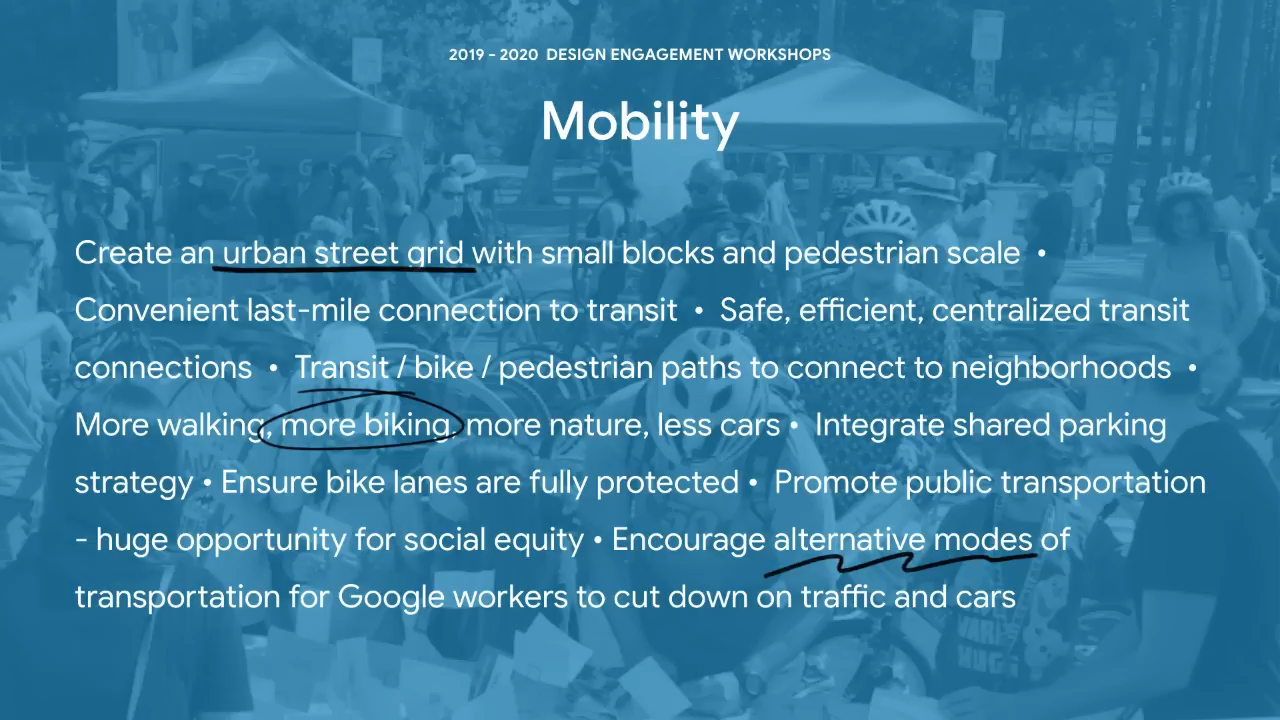 2019 - 2020 DESIGN ENGAGEMENT WORKSHOPS
Mobility
Create an urban street grid with small blocks and pedestrian scale •
Convenient last-mile connection to transit • Safe, efficient, centralized transit
connections • Transit / bike / pedestrian paths to connect to neighborhoods •
More walking, more biking, more nature, less cars • Integrate shared parking
strategy • Ensure bike lanes are fully protected • Promote public transportation
- huge opportunity for social equity • Encourage alternative modes of
transportation for Google workers to cut down on traffic and cars